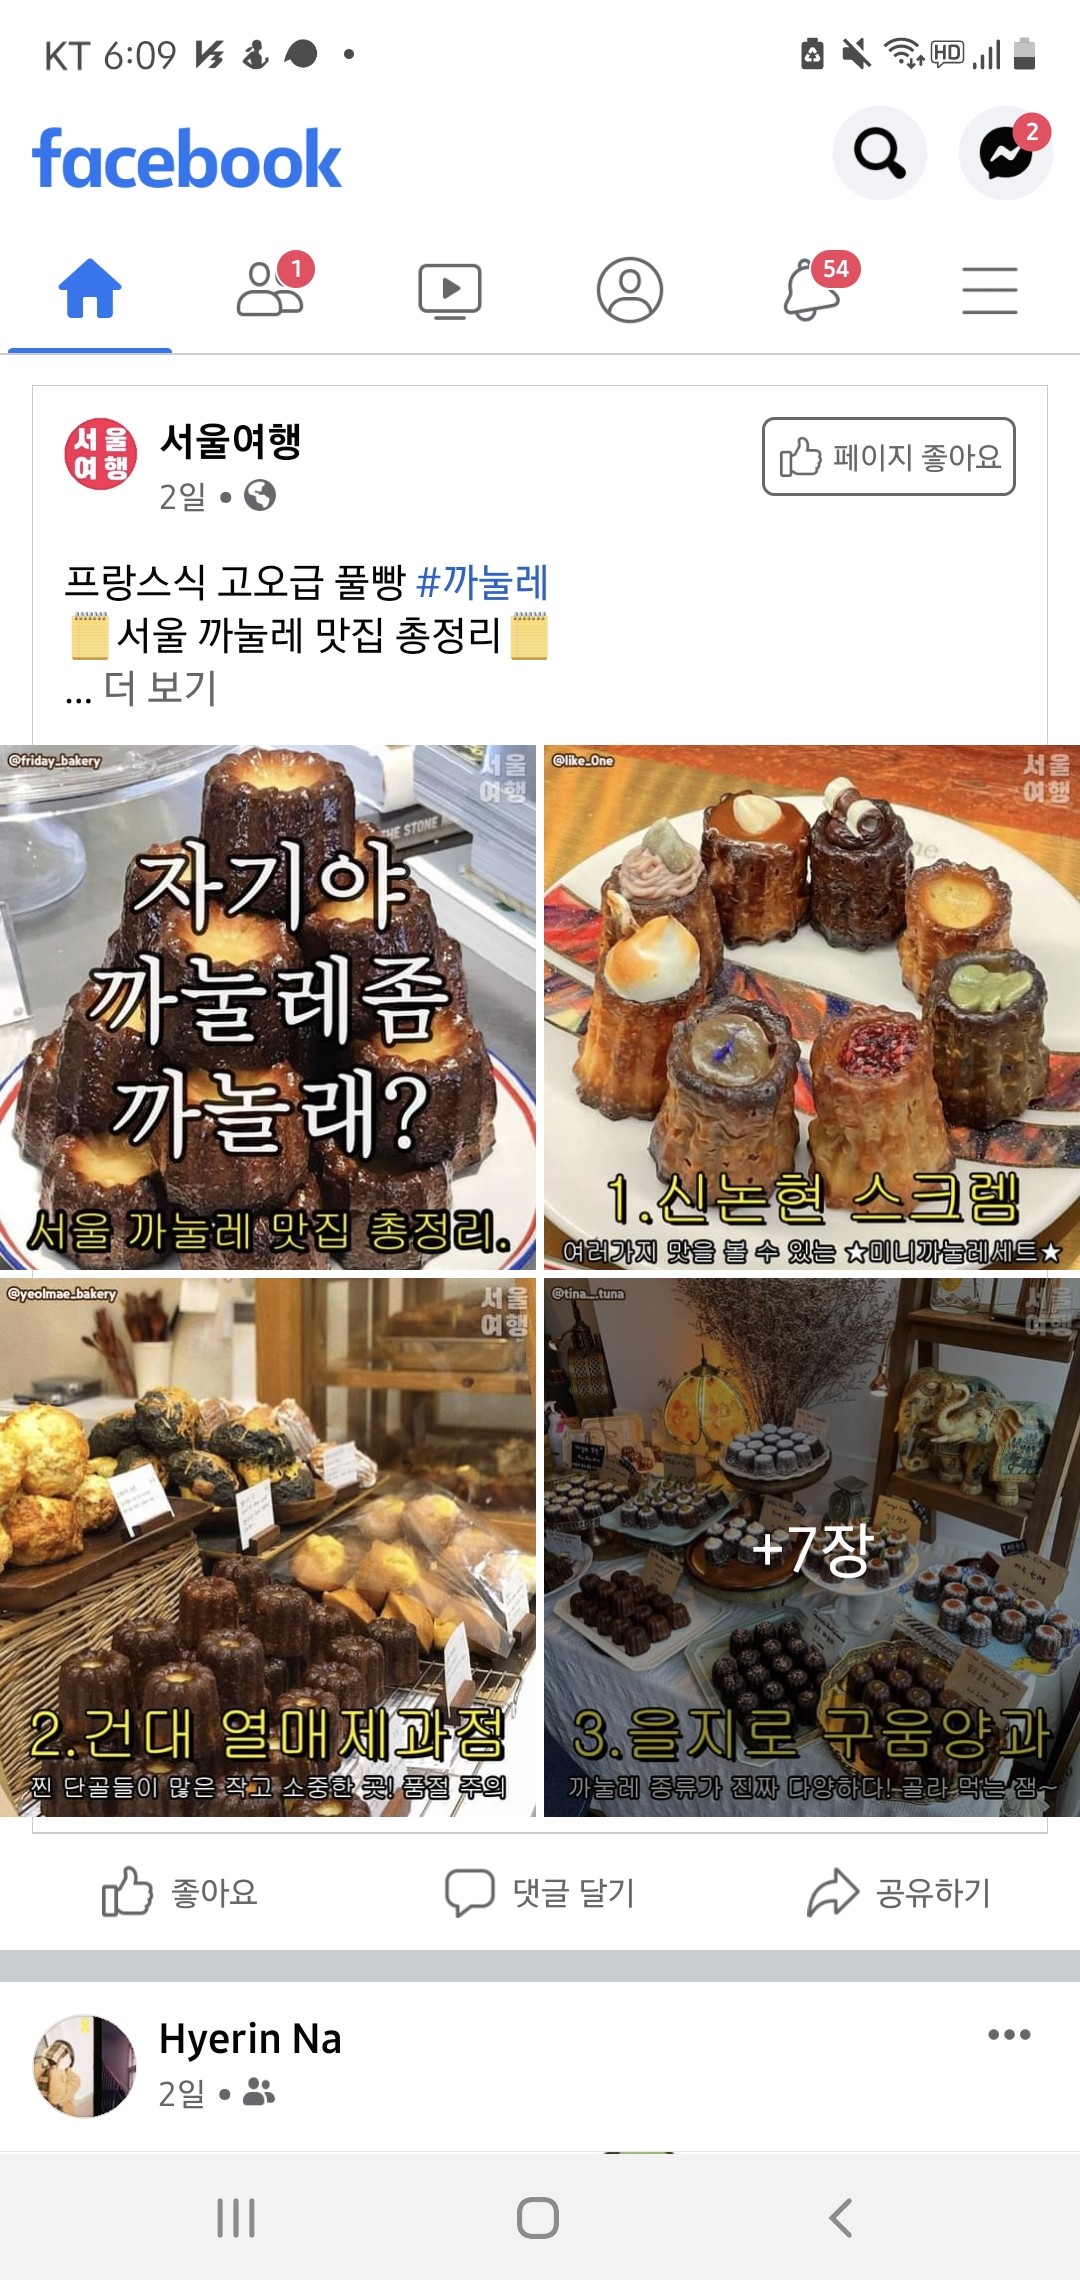 KT 6:09
HD
facebook
2
1
54
서울
여행
서울여행
2일
페이지 좋아요
프랑스식 고오급 풀빵 #까눌레
서울 까눌레 맛집 총정리
... 더 보기
@friday_bakery
서울
여행
THE STONE
자기야
까눌레좀
까놀래?
서울 까눌레 맛집 총정리.
@like_One
서울
여행
1.신논현 스크렘
여러가지 맛을 볼 수 있는 ★미니까눌레세트★
@yeolmae_bakery
서울
여행
2.건대 열매제과점
찐 단골들이 많은 작고 소중한 곳! 품절 주의
@tina__tuna
서울
여행
+7장
3.을지로 구움양과
까눌레 종류가 진짜 다양하다! 골라 먹는 잼~
좋아요
댓글 달기
공유하기
Hyerin Na
2일